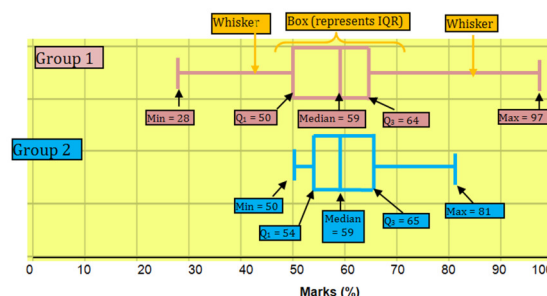 Whisker
Box (represents IQR)
Whisker
Group 1
Min = 28
Q₁ = 50
Median = 59
Q₃ = 64
Max = 97
Group 2
Min = 50
Q₁ = 54
Median
= 59
Q₃ = 65
Max = 81
0 10 20 30 40 50 60 70 80 90 100
Marks (%)